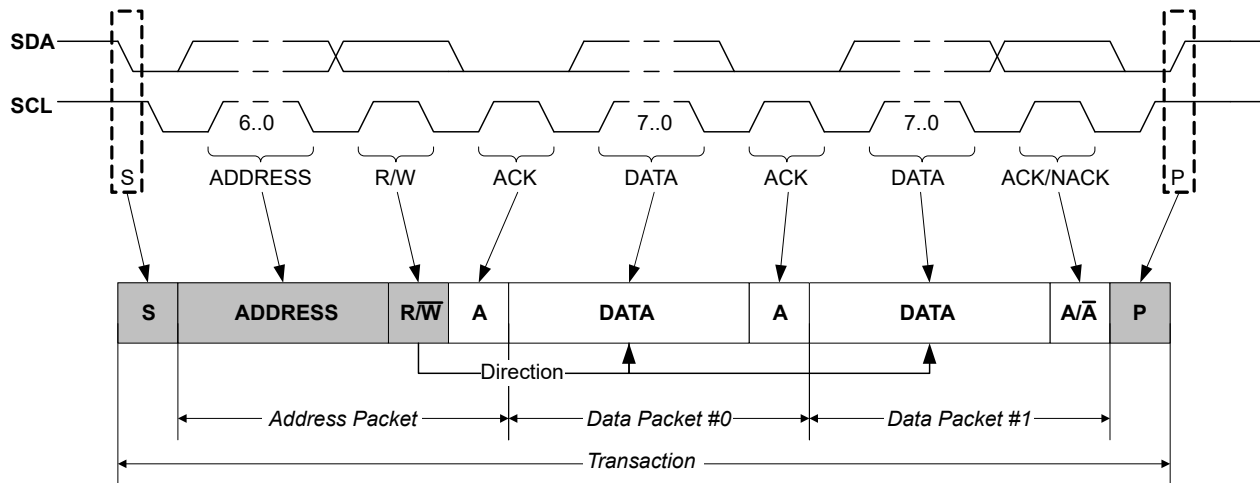 SDA
SCL
6..0 7..0 7..0
S ADDRESS R/W ACK DATA ACK DATA ACK/NACK P
S ADDRESS R/W̅ A DATA A DATA A/A̅ P
Direction
Address Packet Data Packet #0 Data Packet #1
Transaction